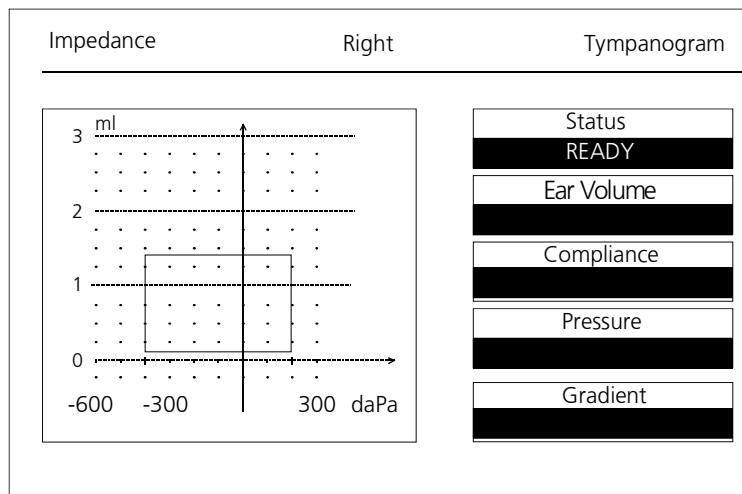 Impedance Right Tympanogram
ml
3
2
1
0
-600 -300 300 daPa
Status
READY
Ear Volume
Compliance
Pressure
Gradient